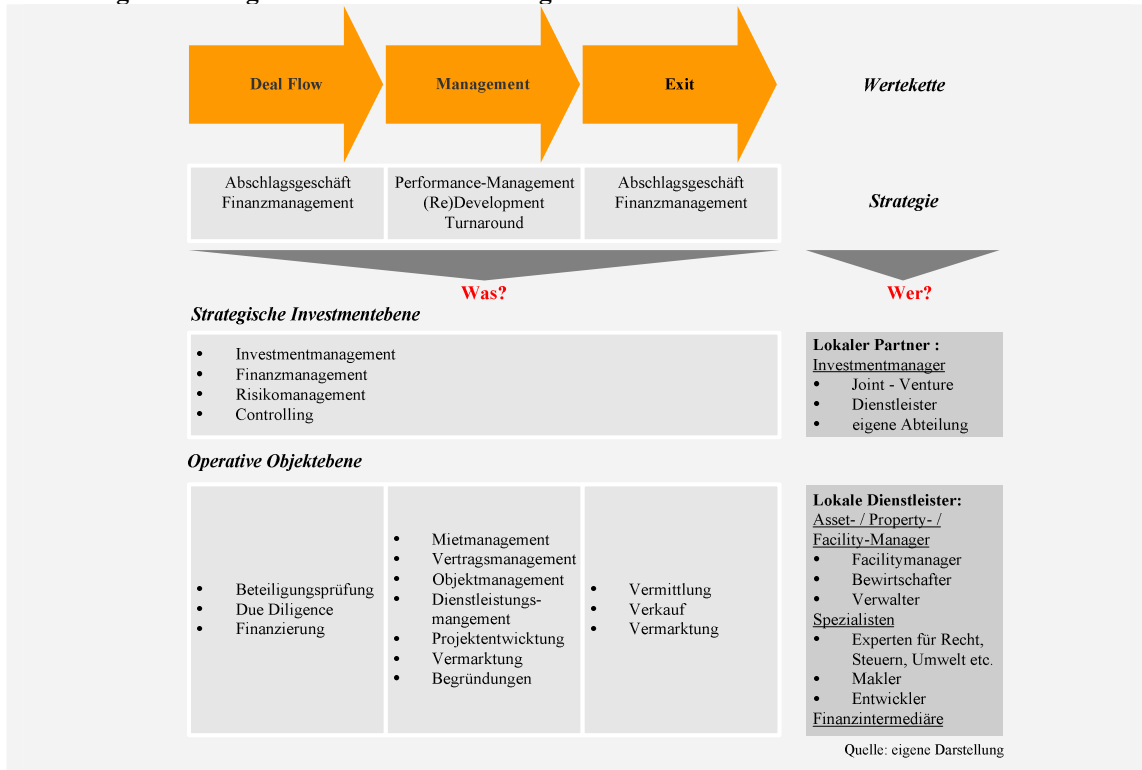 Deal Flow
Management
Exit
Wertekette
Abschlagsgeschäft
Finanzmanagement
Performance-Management
(Re)Development
Turnaround
Abschlagsgeschäft
Finanzmanagement
Strategie
Was?
Wer?
Strategische Investmentebene
• Investmentmanagement
• Finanzmanagement
• Risikomanagement
• Controlling
Lokaler Partner :
Investmentmanager
• Joint - Venture
• Dienstleister
• eigene Abteilung
Operative Objektebene
• Beteiligungsprüfung
• Due Diligence
• Finanzierung
• Mietmanagement
• Vertragsmanagement
• Objektmanagement
• Dienstleistungs-
mangement
• Projektentwicktung
• Vermarktung
• Begründungen
• Vermittlung
• Verkauf
• Vermarktung
Lokale Dienstleister:
Asset- / Property- /
Facility-Manager
• Facilitymanager
• Bewirtschafter
• Verwalter
Spezialisten
• Experten für Recht,
Steuern, Umwelt etc.
• Makler
• Entwickler
Finanzintermediäre
Quelle: eigene Darstellung